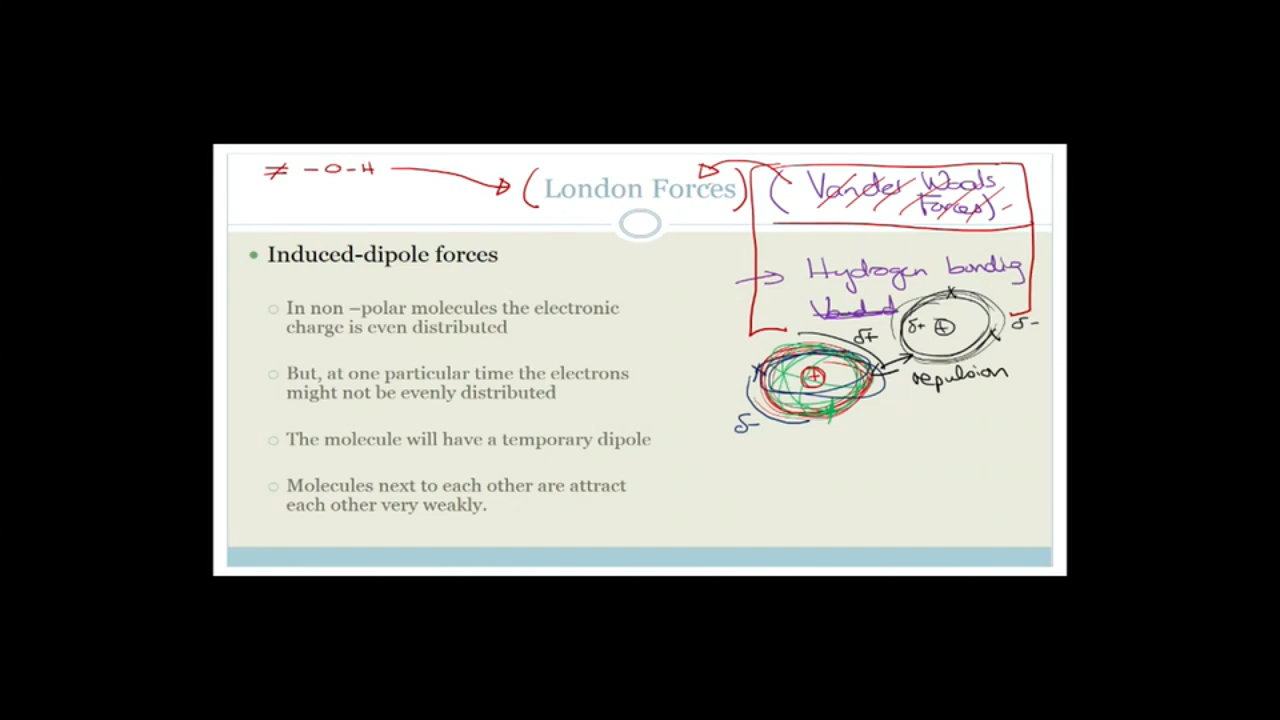 ≠ -O-H
(London Forces)
(Vander Waals
Forces)
Induced-dipole forces
→ Hydrogen bonding
In non –polar molecules the electronic
charge is even distributed
δ+
δ+ +
δ-
repulsion
+
δ-
But, at one particular time the electrons
might not be evenly distributed
The molecule will have a temporary dipole
Molecules next to each other are attract
each other very weakly.